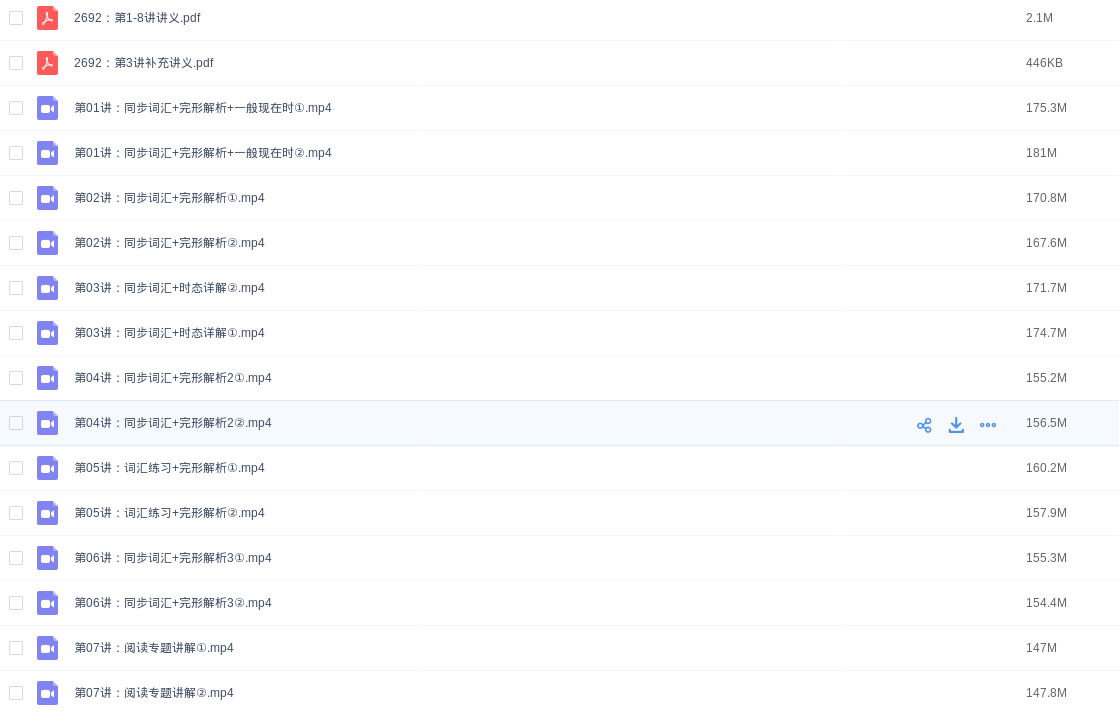 2692：第1-8讲讲义.pdf 2.1M
2692：第3讲补充讲义.pdf 446KB
第01讲：同步词汇+完形解析+一般现在时①.mp4 175.3M
第01讲：同步词汇+完形解析+一般现在时②.mp4 181M
第02讲：同步词汇+完形解析①.mp4 170.8M
第02讲：同步词汇+完形解析②.mp4 167.6M
第03讲：同步词汇+时态详解②.mp4 171.7M
第03讲：同步词汇+时态详解①.mp4 174.7M
第04讲：同步词汇+完形解析2①.mp4 155.2M
第04讲：同步词汇+完形解析2②.mp4 156.5M
第05讲：词汇练习+完形解析①.mp4 160.2M
第05讲：词汇练习+完形解析②.mp4 157.9M
第06讲：同步词汇+完形解析3①.mp4 155.3M
第06讲：同步词汇+完形解析3②.mp4 154.4M
第07讲：阅读专题讲解①.mp4 147M
第07讲：阅读专题讲解②.mp4 147.8M